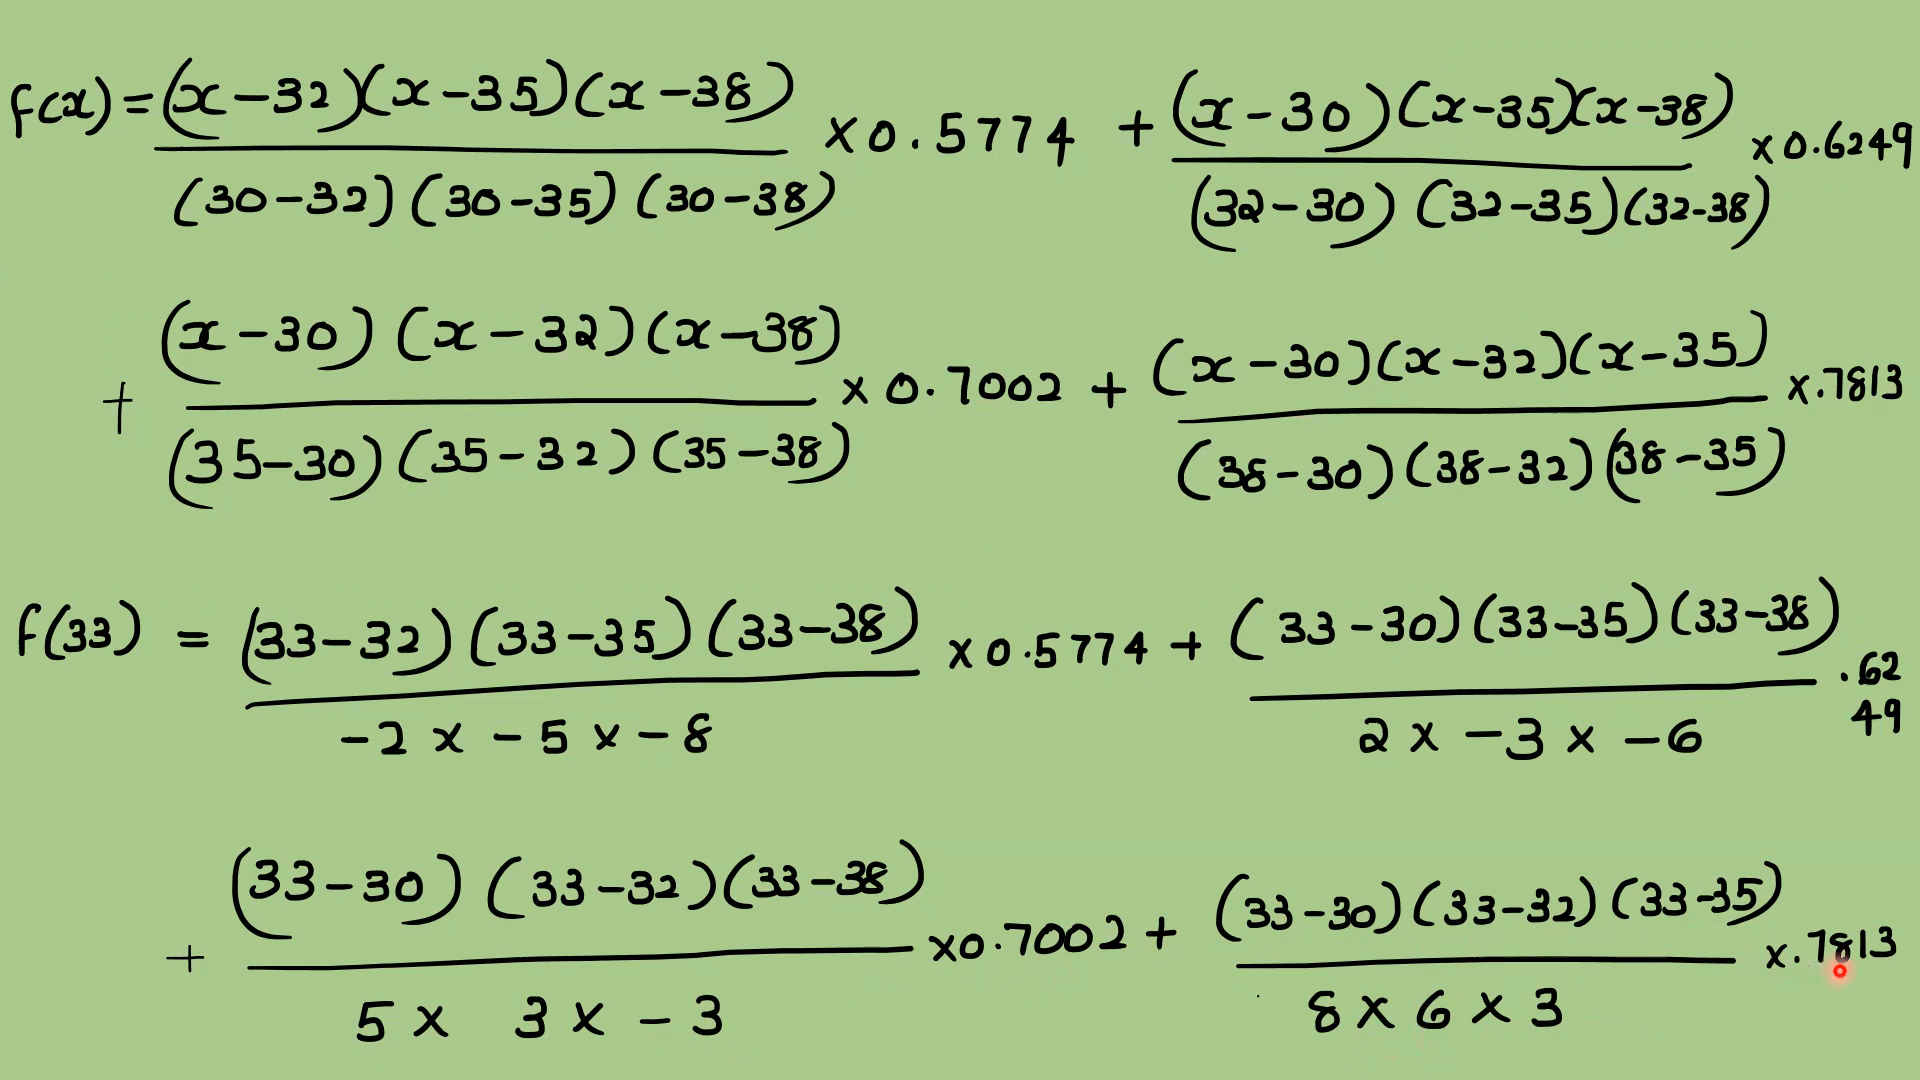 f(x) = (x-32)(x-35)(x-38) / (30-32)(30-35)(30-38) x 0.5774 + (x-30)(x-35)(x-38) / (32-30)(32-35)(32-38) x 0.6249
+ (x-30)(x-32)(x-38) / (35-30)(35-32)(35-38) x 0.7002 + (x-30)(x-32)(x-35) / (38-30)(38-32)(38-35) x .7813
f(33) = (33-32)(33-35)(33-38) / -2 x -5 x -8 x 0.5774 + (33-30)(33-35)(33-38) / 2 x -3 x -6 .6249
+ (33-30)(33-32)(33-38) / 5 x 3 x -3 x 0.7002 + (33-30)(33-32)(33-35) / 8 x 6 x 3 x .7813